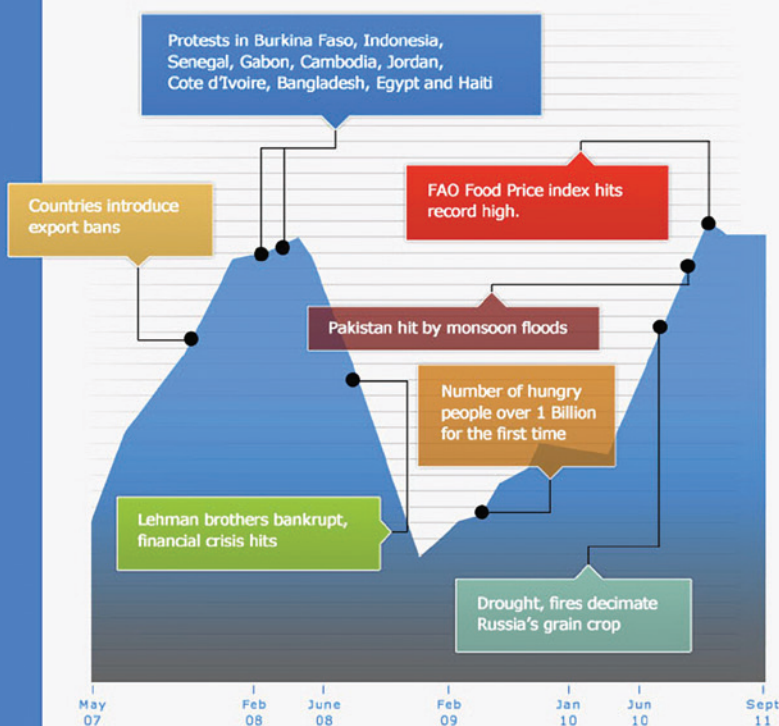 Protests in Burkina Faso, Indonesia,
Senegal, Gabon, Cambodia, Jordan,
Cote d'Ivoire, Bangladesh, Egypt and Haiti
Countries introduce
export bans
FAO Food Price index hits
record high.
Pakistan hit by monsoon floods
Number of hungry
people over 1 Billion
for the first time
Lehman brothers bankrupt,
financial crisis hits
Drought, fires decimate
Russia's grain crop
May
07
Feb
08
June
08
Feb
09
Jan
10
Jun
10
Sept
11